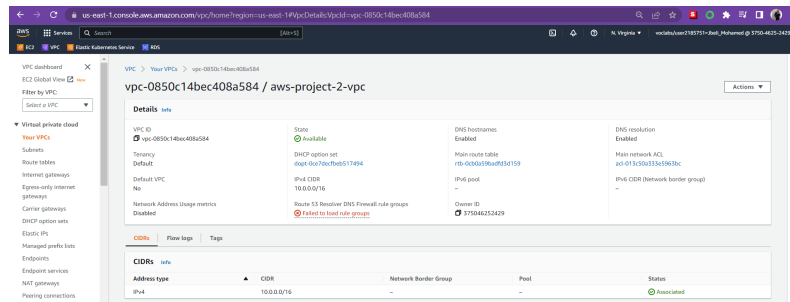 us-east-1.console.aws.amazon.com/vpc/home?region=us-east-1#VpcDetails:VpcId=vpc-0850c14bec408a584
aws Services Search [Alt+S] N. Virginia voclabs/user2185751=Jbeli_Mohamed @ 3750-4625-2429
EC2 VPC Elastic Kubernetes Service RDS
VPC dashboard
EC2 Global View New
Filter by VPC:
Select a VPC
Virtual private cloud
Your VPCs
Subnets
Route tables
Internet gateways
Egress-only internet gateways
Carrier gateways
DHCP option sets
Elastic IPs
Managed prefix lists
Endpoints
Endpoint services
NAT gateways
Peering connections
VPC > Your VPCs > vpc-0850c14bec408a584
vpc-0850c14bec408a584 / aws-project-2-vpc
Actions
Details Info
VPC ID
vpc-0850c14bec408a584
State
Available
DNS hostnames
Enabled
DNS resolution
Enabled
Tenancy
Default
DHCP option set
dopt-0ce7decfbeb517494
Main route table
rtb-0cb0a59badfd3d159
Main network ACL
acl-013c50a333e5963bc
Default VPC
No
IPv4 CIDR
10.0.0.0/16
IPv6 pool
–
IPv6 CIDR (Network border group)
–
Network Address Usage metrics
Disabled
Route 53 Resolver DNS Firewall rule groups
Failed to load rule groups
Owner ID
375046252429
CIDRs Flow logs Tags
CIDRs Info
Address type CIDR Network Border Group Pool Status
IPv4 10.0.0.0/16 – – Associated